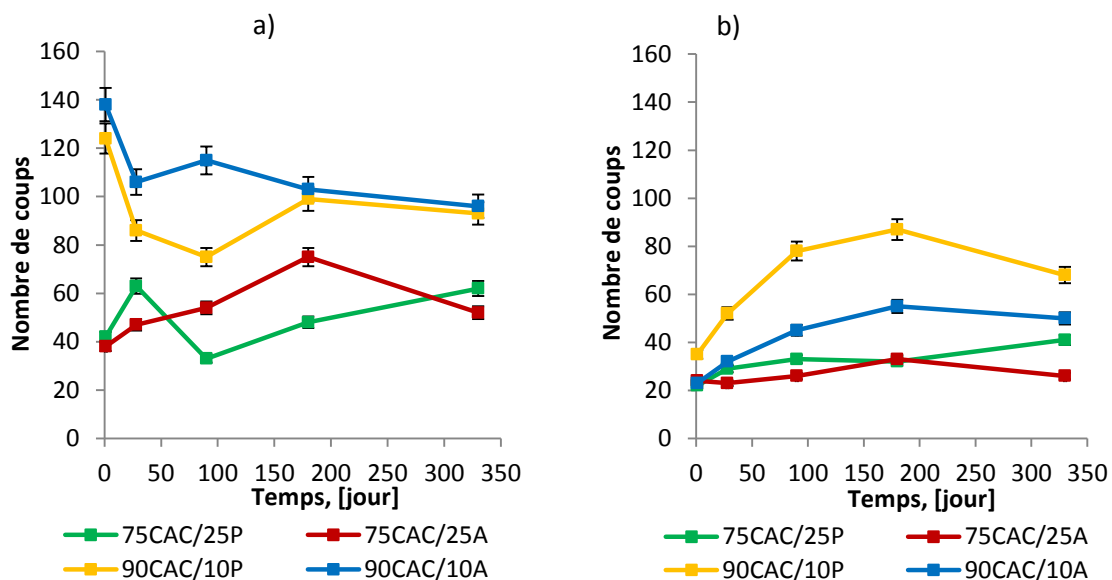 a)
160
140
120
100
80
60
40
20
0
Nombre de coups
0 50 100 150 200 250 300 350
Temps, [jour]
75CAC/25P 75CAC/25A
90CAC/10P 90CAC/10A
b)
160
140
120
100
80
60
40
20
0
Nombre de coups
0 50 100 150 200 250 300 350
Temps, [jour]
75CAC/25P 75CAC/25A
90CAC/10P 90CAC/10A